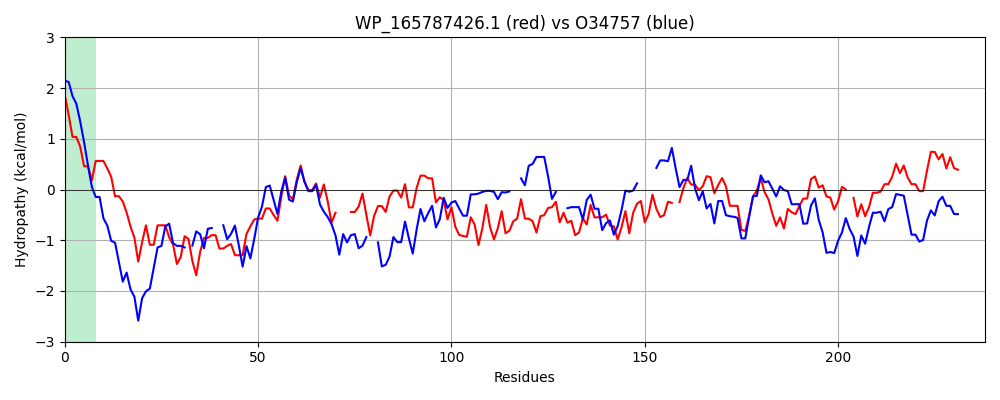 WP_165787426.1 (red) vs O34757 (blue)
Hydropathy (kcal/mol)
3
2
1
0
−1
−2
−3
0 50 100 150 200
Residues